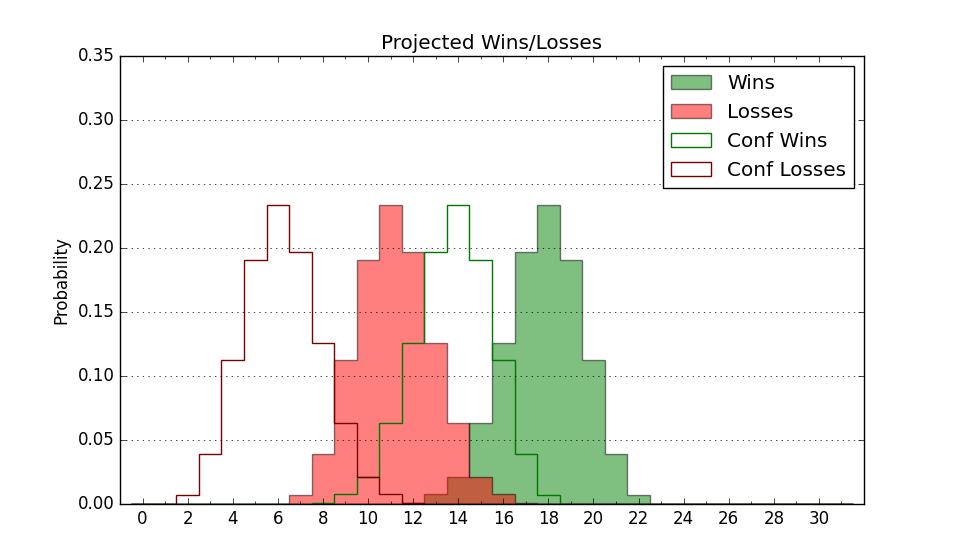 Projected Wins/Losses
0.35
0.30
0.25
0.20
0.15
0.10
0.05
0.00
Probability
Wins
Losses
Conf Wins
Conf Losses
0 2 4 6 8 10 12 14 16 18 20 22 24 26 28 30